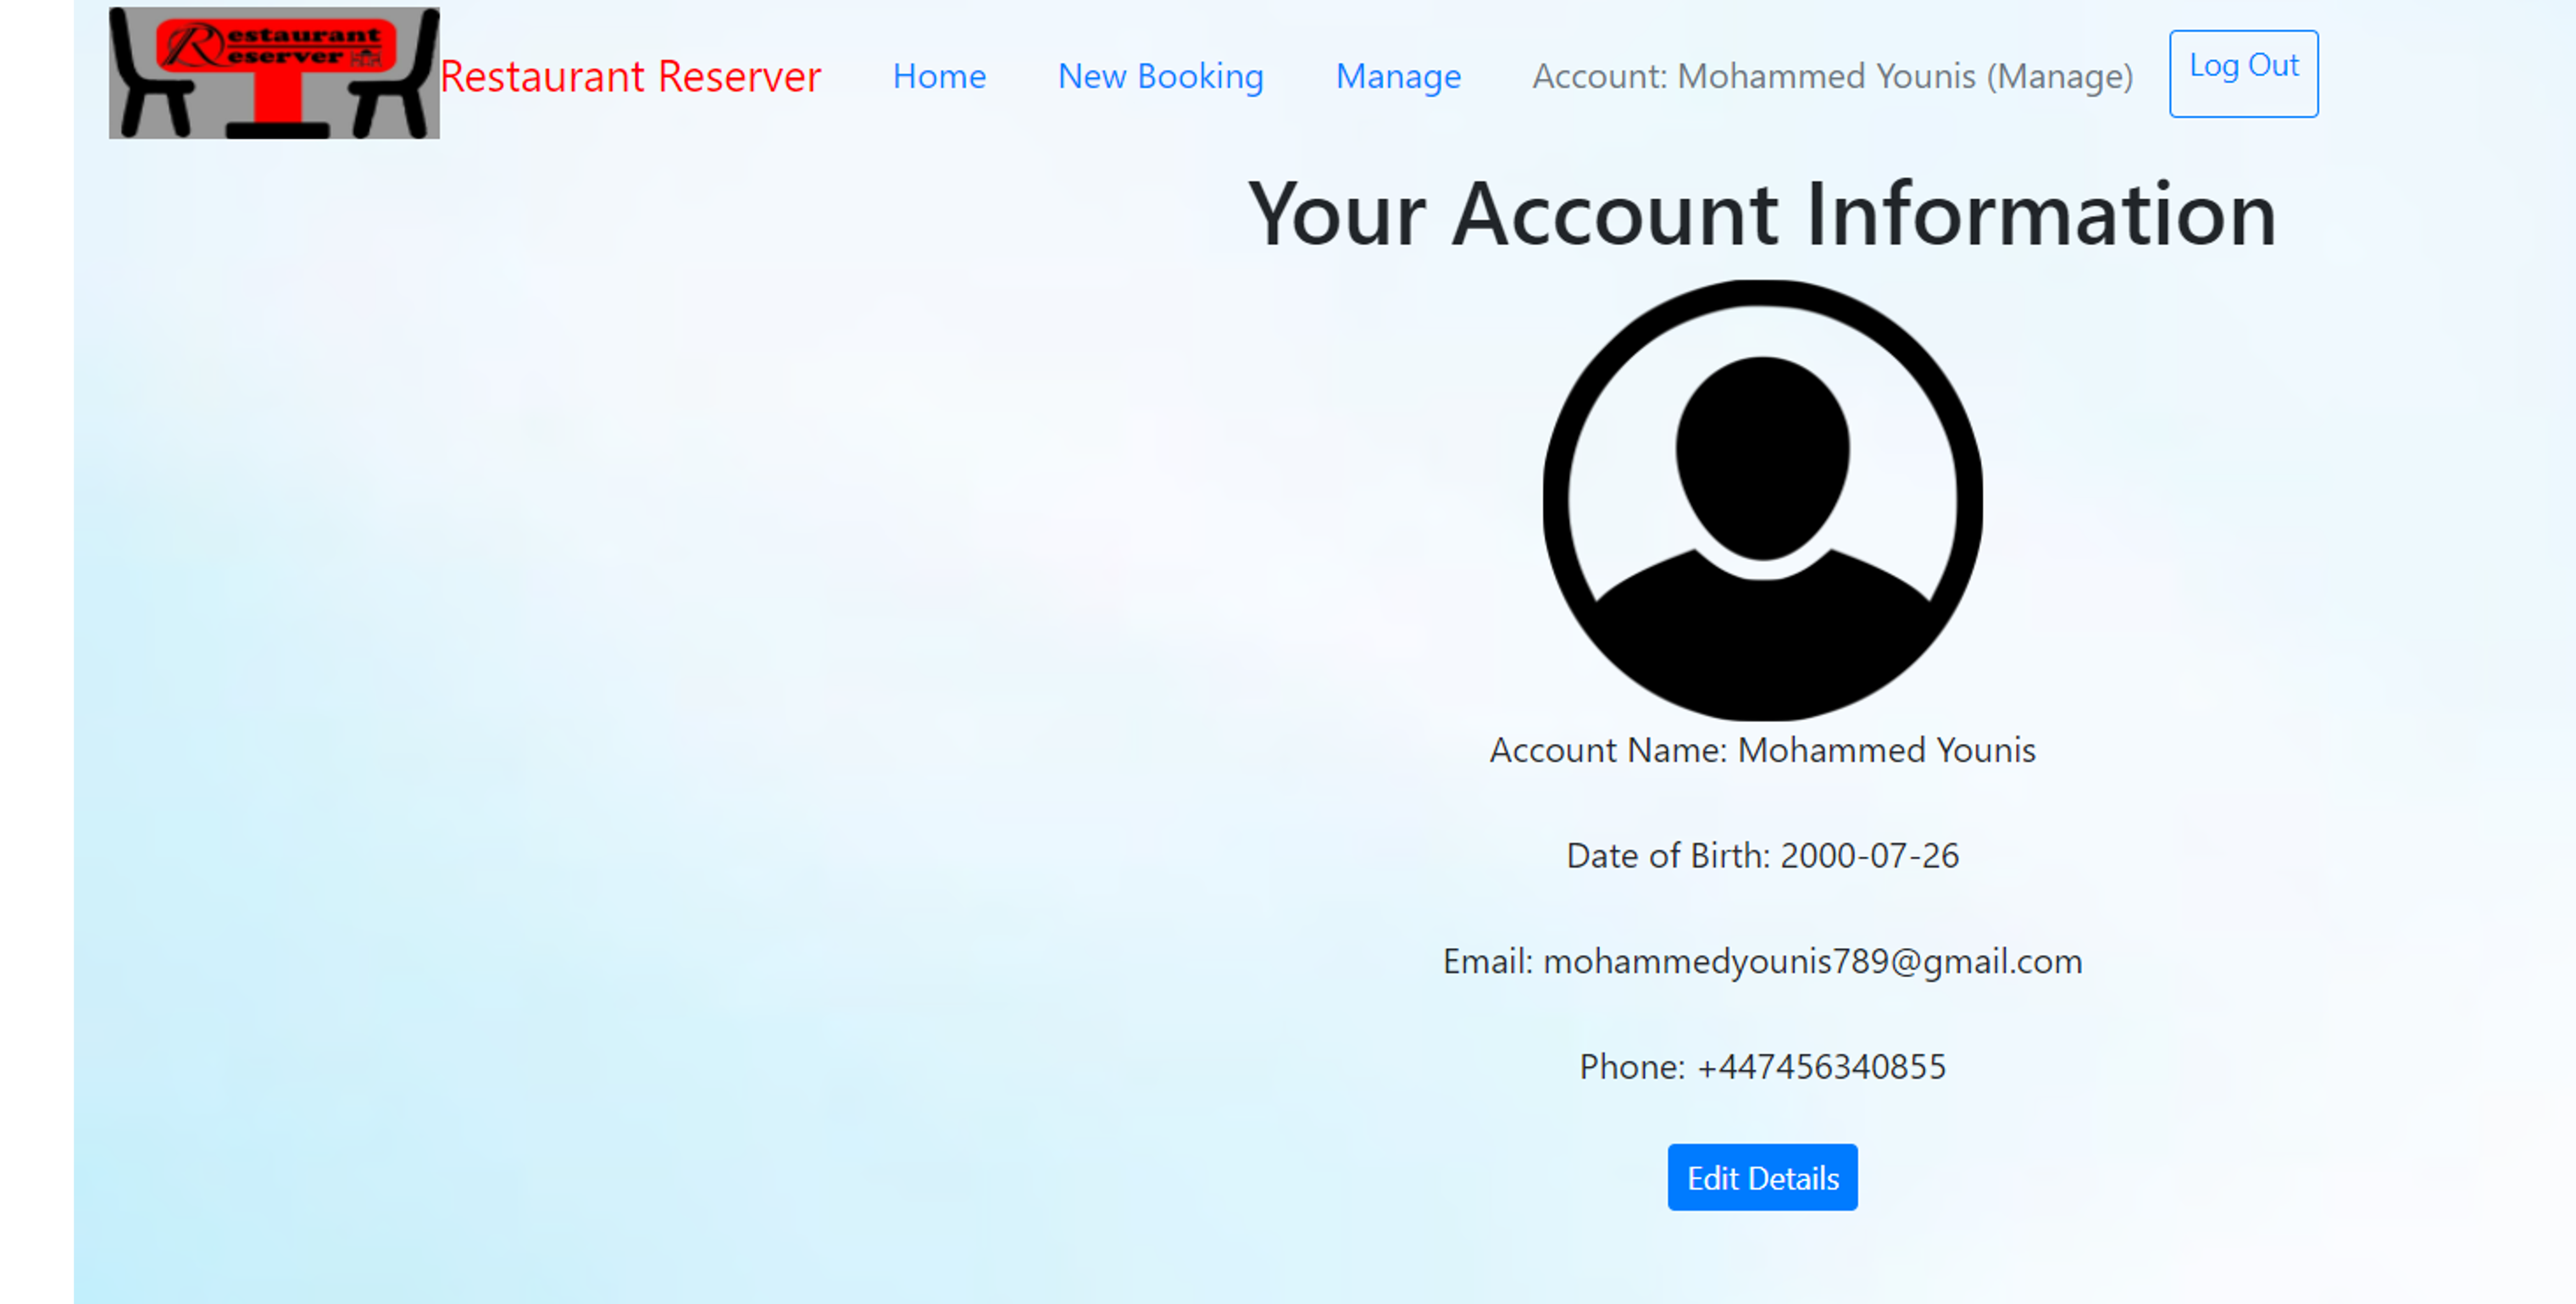 Restaurant
Reserver
Restaurant Reserver Home New Booking Manage Account: Mohammed Younis (Manage) Log Out
Your Account Information
Account Name: Mohammed Younis
Date of Birth: 2000-07-26
Email: mohammedyounis789@gmail.com
Phone: +447456340855
Edit Details